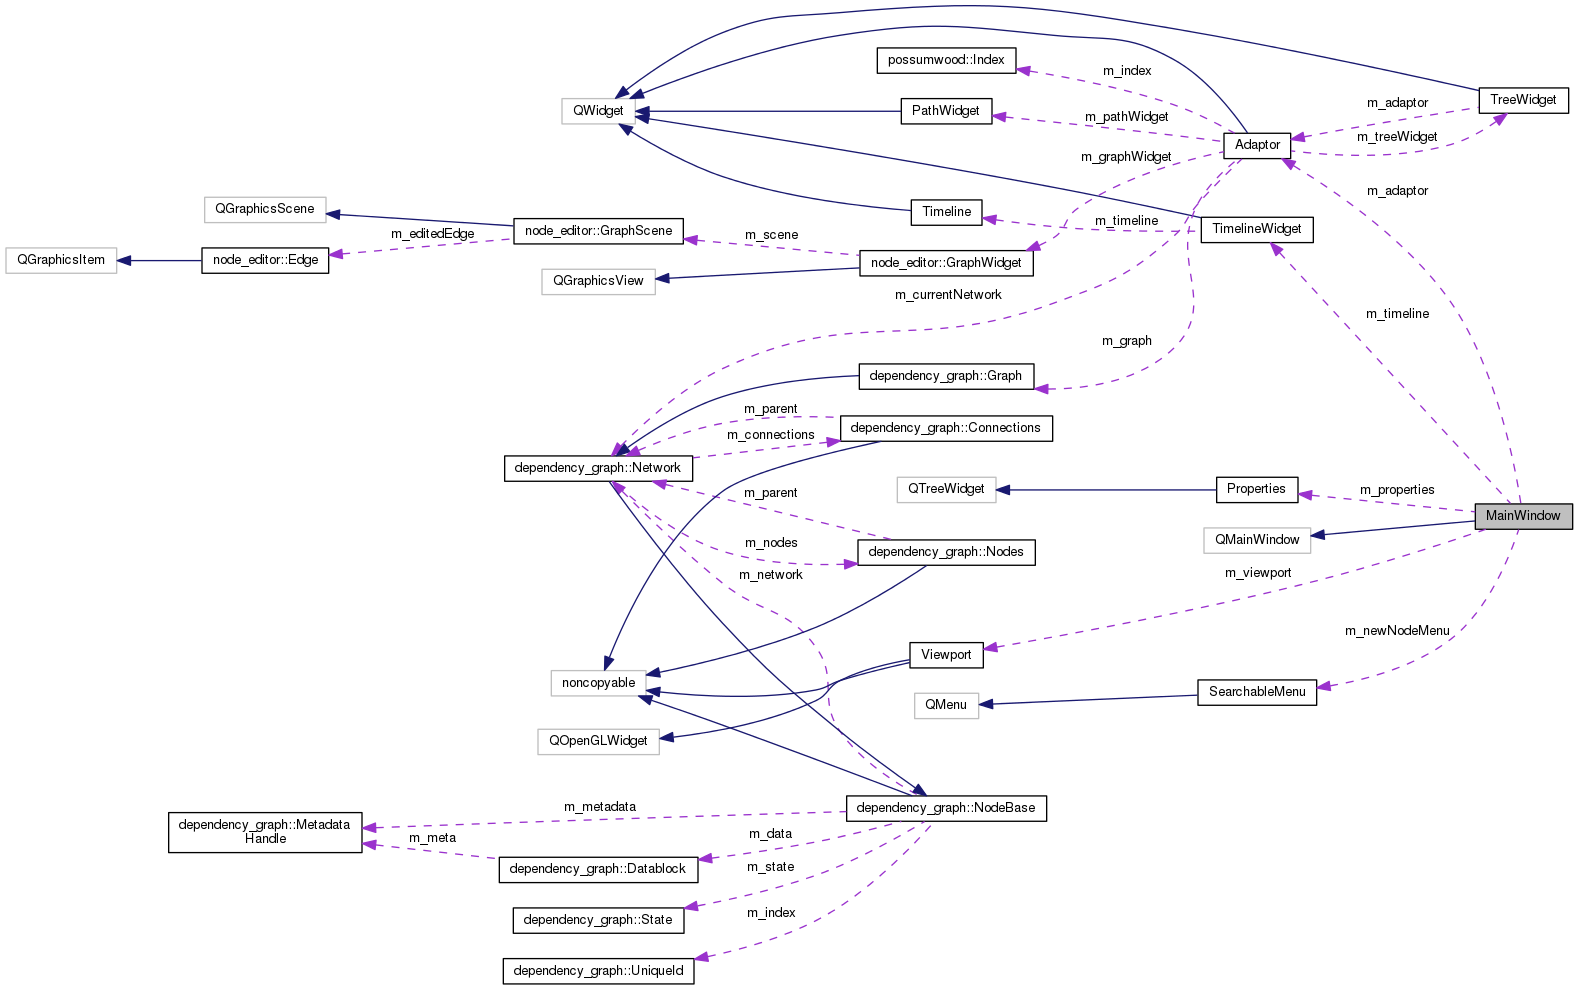 possumwood::Index
m_index
TreeWidget
QWidget
PathWidget
m_pathWidget
m_adaptor
m_treeWidget
Adaptor
m_graphWidget
m_adaptor
QGraphicsScene
Timeline
m_timeline
TimelineWidget
node_editor::GraphScene
m_editedEdge
m_scene
QGraphicsItem
node_editor::Edge
node_editor::GraphWidget
QGraphicsView
m_currentNetwork
m_timeline
m_graph
dependency_graph::Graph
m_parent
dependency_graph::Connections
m_connections
dependency_graph::Network
QTreeWidget
Properties
m_properties
m_parent
MainWindow
QMainWindow
m_nodes
dependency_graph::Nodes
m_network
m_viewport
m_newNodeMenu
Viewport
noncopyable
SearchableMenu
QMenu
QOpenGLWidget
m_metadata
dependency_graph::NodeBase
dependency_graph::Metadata
Handle
m_meta
m_data
dependency_graph::Datablock
m_state
dependency_graph::State
m_index
dependency_graph::UniqueId